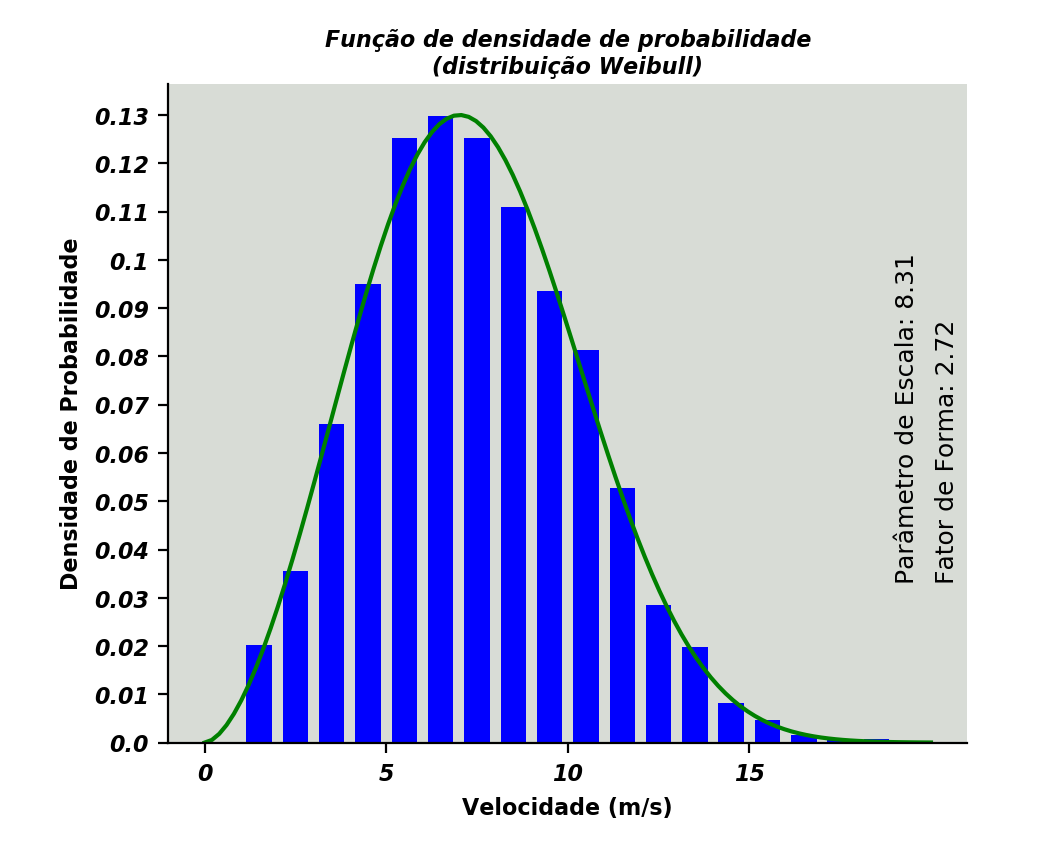 Função de densidade de probabilidade
(distribuição Weibull)
0.13
0.12
0.11
0.1
0.09
0.08
0.07
0.06
0.05
0.04
0.03
0.02
0.01
0.0
Densidade de Probabilidade
Parâmetro de Escala: 8.31
Fator de Forma: 2.72
0 5 10 15
Velocidade (m/s)